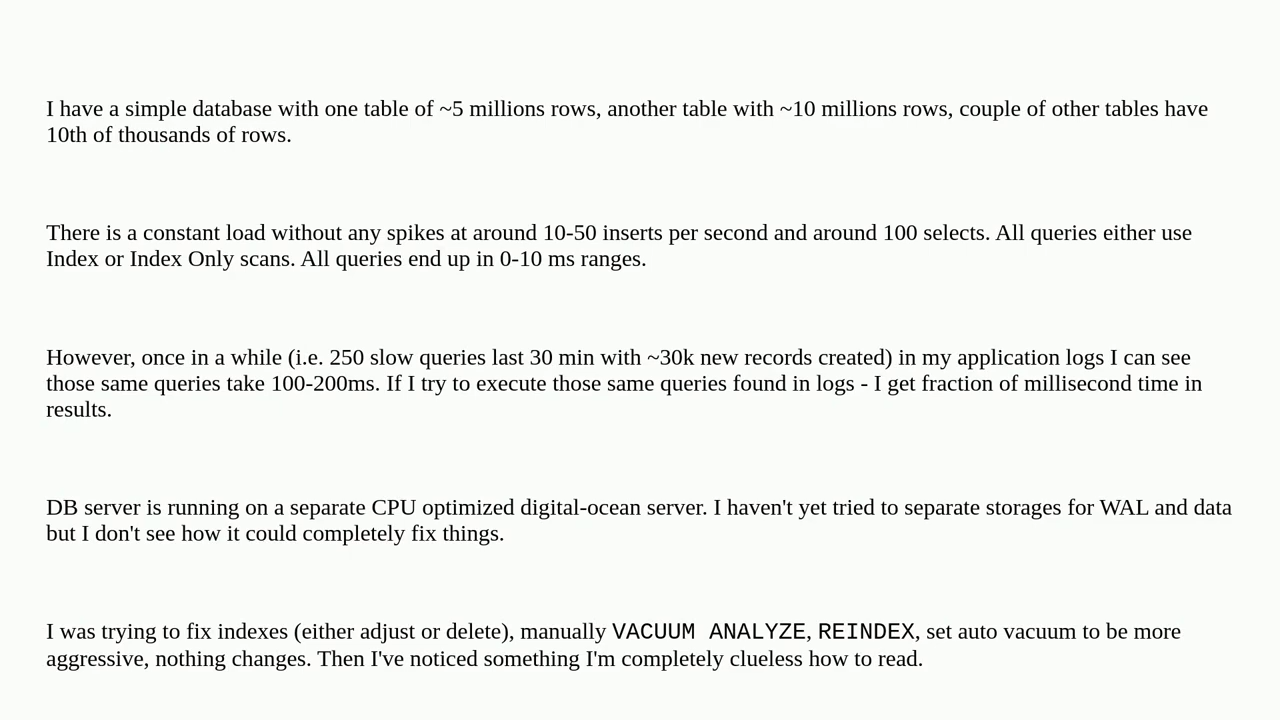 I have a simple database with one table of ~5 millions rows, another table with ~10 millions rows, couple of other tables have
10th of thousands of rows.
There is a constant load without any spikes at around 10-50 inserts per second and around 100 selects. All queries either use
Index or Index Only scans. All queries end up in 0-10 ms ranges.
However, once in a while (i.e. 250 slow queries last 30 min with ~30k new records created) in my application logs I can see
those same queries take 100-200ms. If I try to execute those same queries found in logs - I get fraction of millisecond time in
results.
DB server is running on a separate CPU optimized digital-ocean server. I haven't yet tried to separate storages for WAL and data
but I don't see how it could completely fix things.
I was trying to fix indexes (either adjust or delete), manually VACUUM ANALYZE, REINDEX, set auto vacuum to be more
aggressive, nothing changes. Then I've noticed something I'm completely clueless how to read.